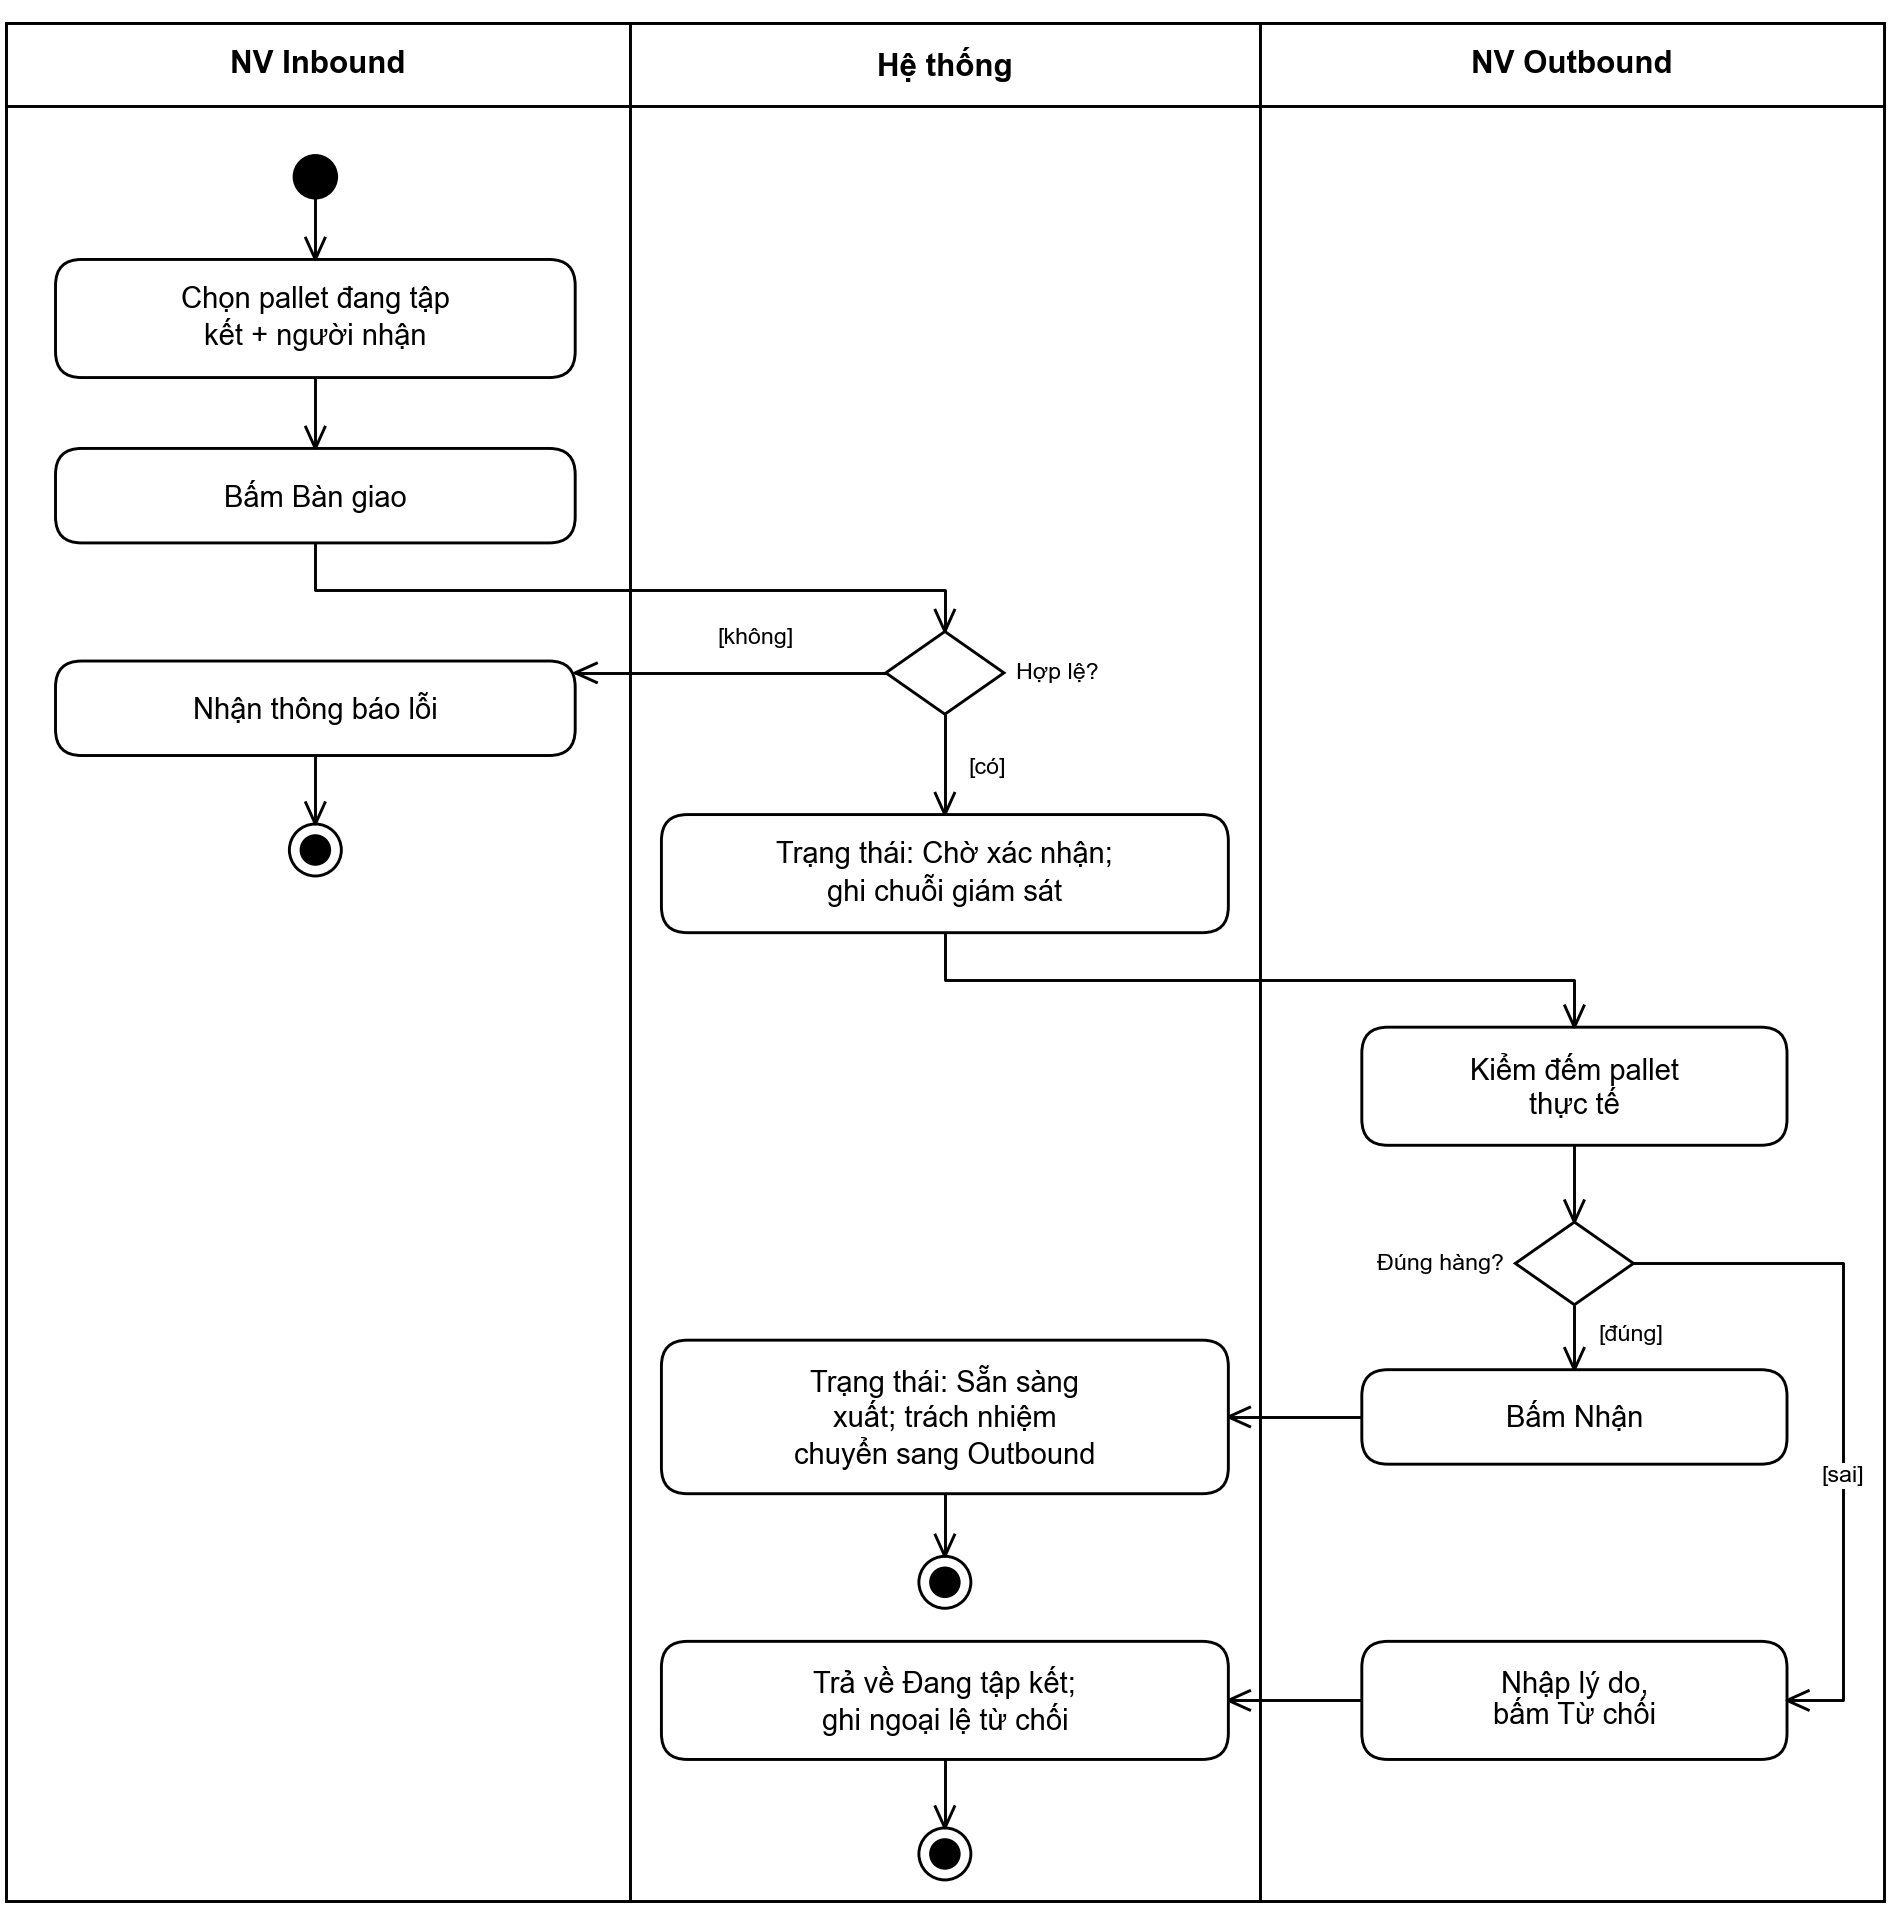 NV Inbound
Hệ thống
NV Outbound
Chọn pallet đang tập
kết + người nhận
Bấm Bàn giao
[không]
Hợp lệ?
Nhận thông báo lỗi
[có]
Trạng thái: Chờ xác nhận;
ghi chuỗi giám sát
Kiểm đếm pallet
thực tế
Đúng hàng?
[đúng]
Trạng thái: Sẵn sàng
xuất; trách nhiệm
chuyển sang Outbound
Bấm Nhận
[sai]
Trả về Đang tập kết;
ghi ngoại lệ từ chối
Nhập lý do,
bấm Từ chối